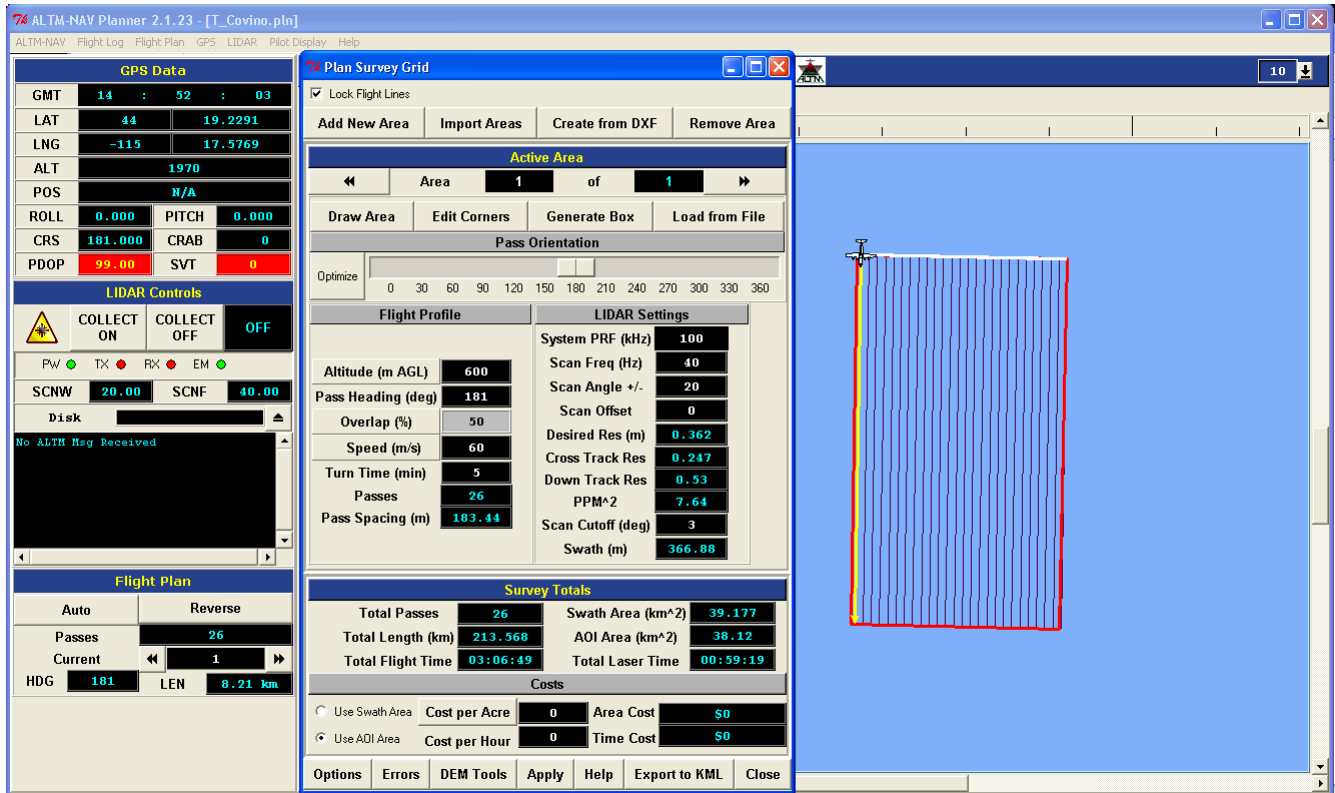 7% ALTM-NAV Planner 2.1.23 - [T_Covino.pln]
ALTM-NAV Flight Log Flight Plan GPS LIDAR Pilot Display Help
GPS Data
GMT 14 : 52 : 03
LAT 44 19.2291
LNG -115 17.5769
ALT 1970
POS N/A
ROLL 0.000 PITCH 0.000
CRS 181.000 CRAB 0
PDOP 99.00 SVT 0
LIDAR Controls
COLLECT ON COLLECT OFF OFF
PW TX RX EM
SCNW 20.00 SCNF 40.00
Disk
No ALTM Msg Received
Flight Plan
Auto Reverse
Passes 26
Current 1
HDG 181 LEN 8.21 km
Plan Survey Grid
Lock Flight Lines
Add New Area Import Areas Create from DXF Remove Area
Active Area
Area 1 of 1
Draw Area Edit Corners Generate Box Load from File
Pass Orientation
Optimize
0 30 60 90 120 150 180 210 240 270 300 330 360
Flight Profile
Altitude (m AGL) 600
Pass Heading (deg) 181
Overlap (%) 50
Speed (m/s) 60
Turn Time (min) 5
Passes 26
Pass Spacing (m) 183.44
LIDAR Settings
System PRF (kHz) 100
Scan Freq (Hz) 40
Scan Angle +/- 20
Scan Offset 0
Desired Res (m) 0.362
Cross Track Res 0.247
Down Track Res 0.53
PPM^2 7.64
Scan Cutoff (deg) 3
Swath (m) 366.88
Survey Totals
Total Passes 26 Swath Area (km^2) 39.177
Total Length (km) 213.568 AOI Area (km^2) 38.12
Total Flight Time 03:06:49 Total Laser Time 00:59:19
Costs
Use Swath Area Cost per Acre 0 Area Cost $0
Use AOI Area Cost per Hour 0 Time Cost $0
Options Errors DEM Tools Apply Help Export to KML Close
ALTM
10